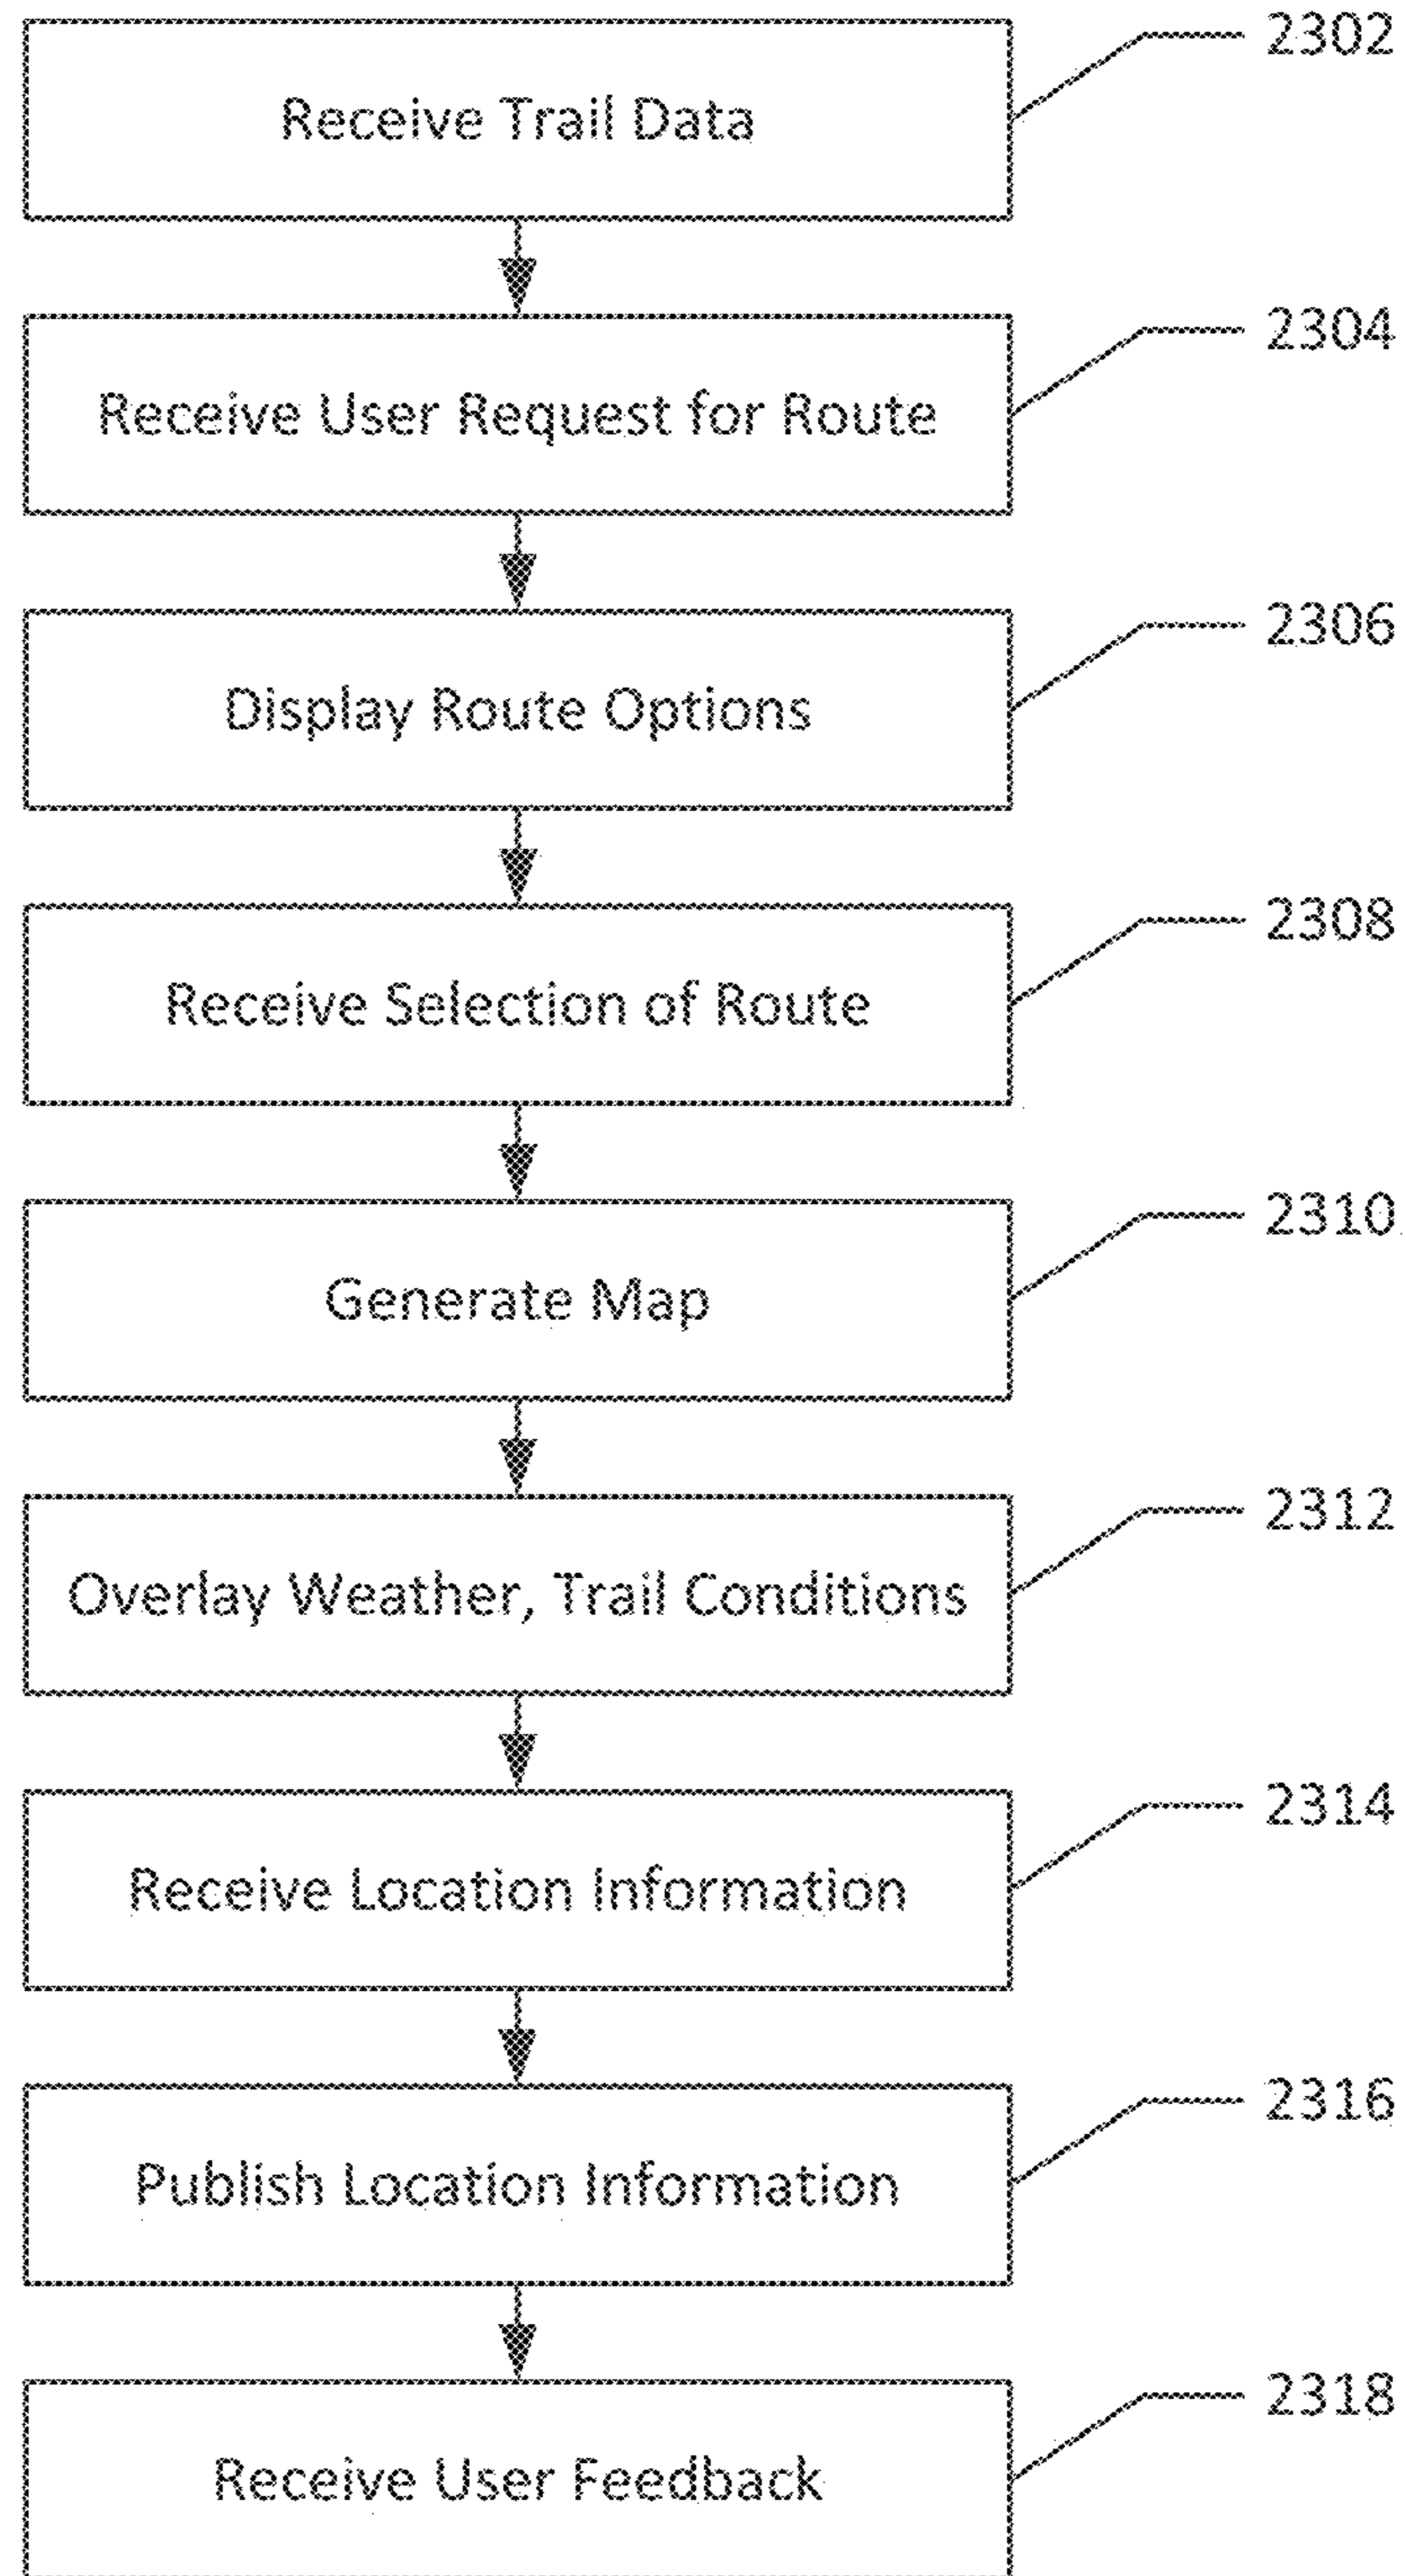 2302
Receive Trail Data
2304
Receive User Request for Route
2306
Display Route Options
2308
Receive Selection of Route
2310
Generate Map
2312
Overlay Weather, Trail Conditions
2314
Receive Location Information
2316
Publish Location Information
2318
Receive User Feedback